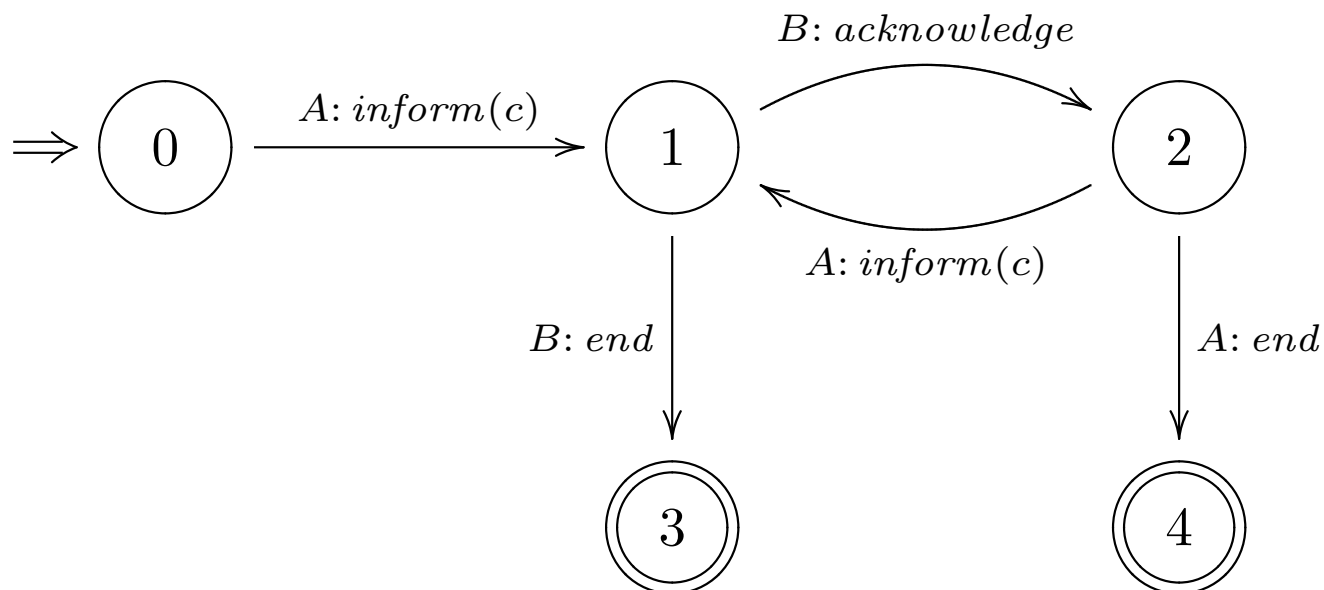 B: acknowledge
A: inform(c)
0
1
2
A: inform(c)
B: end
A: end
3
4